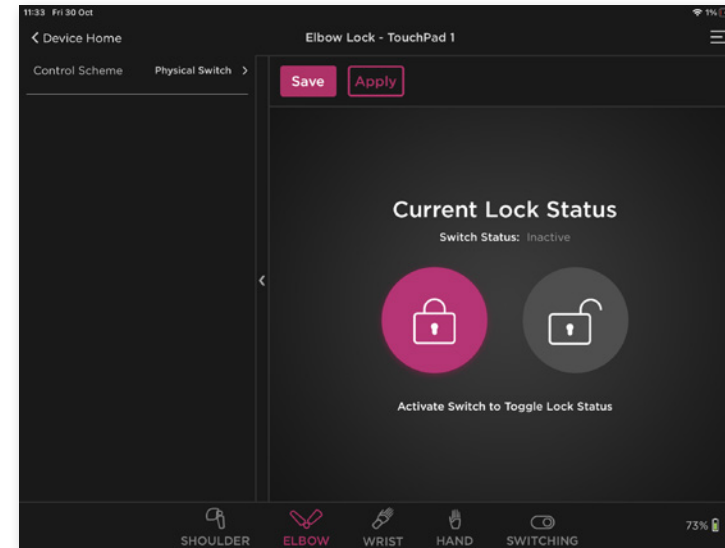 11:33 Fri 30 Oct
1%
Device Home
Elbow Lock - TouchPad 1
Control Scheme Physical Switch
Save
Apply
Current Lock Status
Switch Status: Inactive
Activate Switch to Toggle Lock Status
SHOULDER
ELBOW
WRIST
HAND
SWITCHING
73%